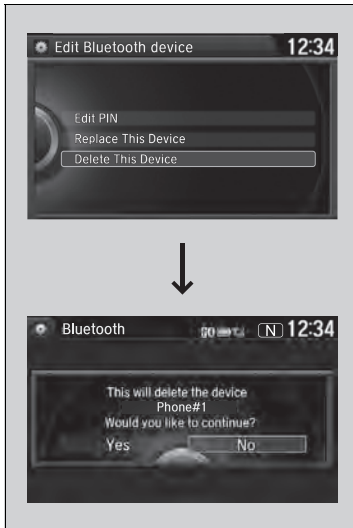 Edit Bluetooth device 12:34
Edit PIN
Replace This Device
Delete This Device
Bluetooth N 12:34
This will delete the device
Phone#1
Would you like to continue?
Yes No